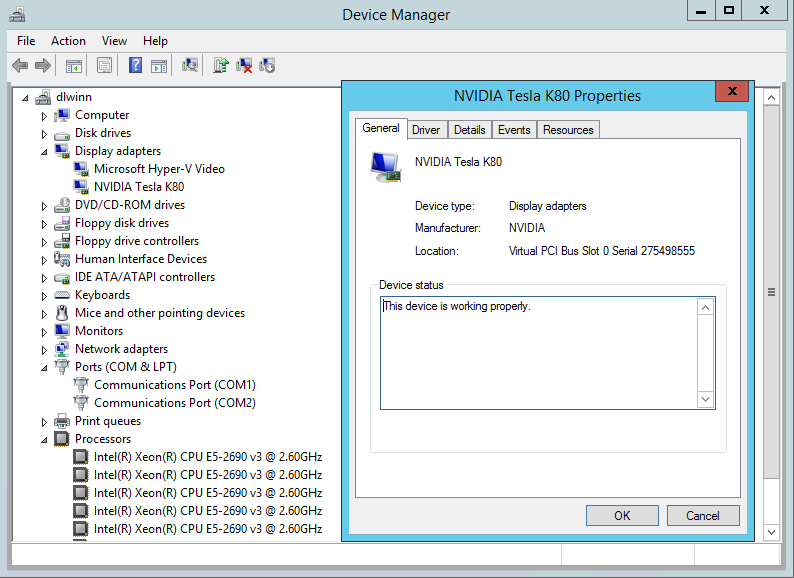 Device Manager
File Action View Help
dlwinn
Computer
Disk drives
Display adapters
Microsoft Hyper-V Video
NVIDIA Tesla K80
DVD/CD-ROM drives
Floppy disk drives
Floppy drive controllers
Human Interface Devices
IDE ATA/ATAPI controllers
Keyboards
Mice and other pointing devices
Monitors
Network adapters
Ports (COM & LPT)
Communications Port (COM1)
Communications Port (COM2)
Print queues
Processors
Intel(R) Xeon(R) CPU E5-2690 v3 @ 2.60GHz
Intel(R) Xeon(R) CPU E5-2690 v3 @ 2.60GHz
Intel(R) Xeon(R) CPU E5-2690 v3 @ 2.60GHz
Intel(R) Xeon(R) CPU E5-2690 v3 @ 2.60GHz
Intel(R) Xeon(R) CPU E5-2690 v3 @ 2.60GHz
NVIDIA Tesla K80 Properties
General Driver Details Events Resources
NVIDIA Tesla K80
Device type: Display adapters
Manufacturer: NVIDIA
Location: Virtual PCI Bus Slot 0 Serial 275498555
Device status
This device is working properly.
OK Cancel